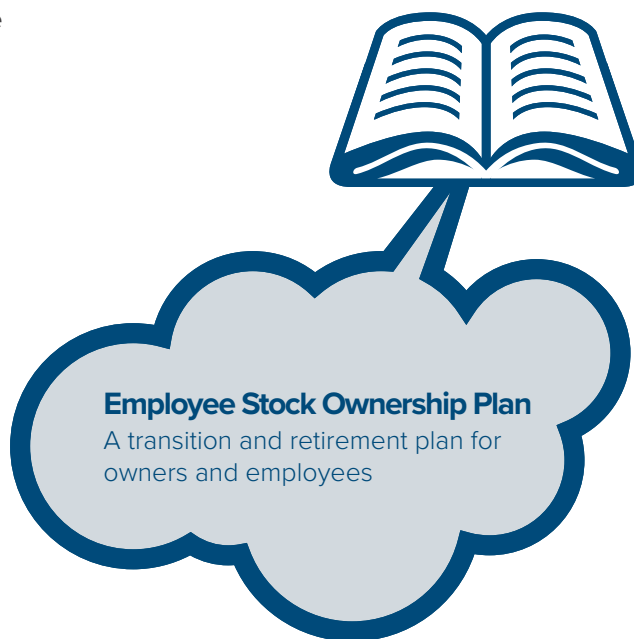 e
Employee Stock Ownership Plan
A transition and retirement plan for
owners and employees